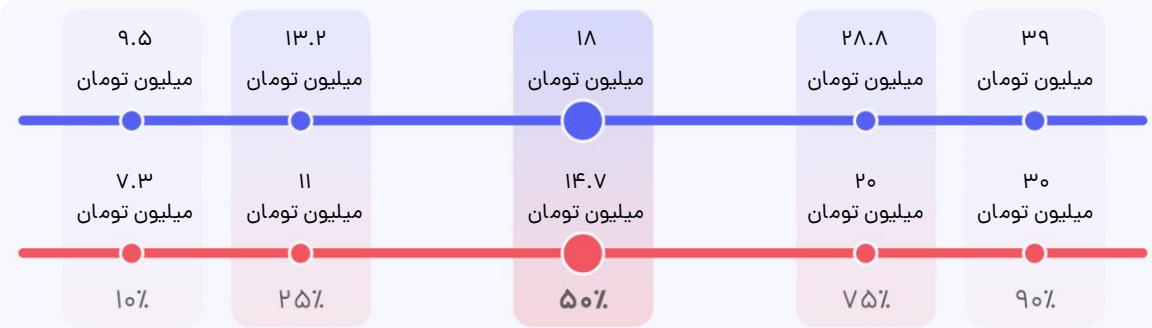 ۹.۵ ۱۳.۲ ۱۸ ۲۸.۸ ۳۹
میلیون تومان میلیون تومان میلیون تومان میلیون تومان میلیون تومان
۷.۳ ۱۱ ۱۴.۷ ۲۰ ۳۰
میلیون تومان میلیون تومان میلیون تومان میلیون تومان میلیون تومان
۱۰٪ ۲۵٪ ۵۰٪ ۷۵٪ ۹۰٪